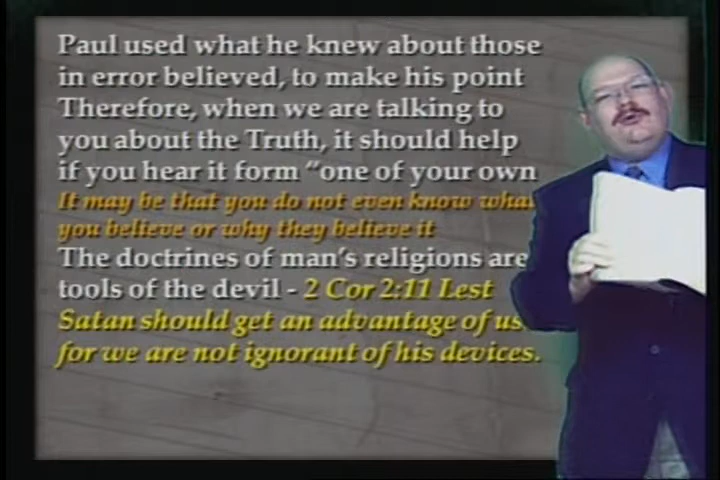 Paul used what he knew about those
in error believed, to make his point
Therefore, when we are talking to
you about the Truth, it should help
if you hear it form "one of your own
It may be that you do not even know what
you believe or why they believe it
The doctrines of man's religions are
tools of the devil - 2 Cor 2:11 Lest
Satan should get an advantage of us
for we are not ignorant of his devices.